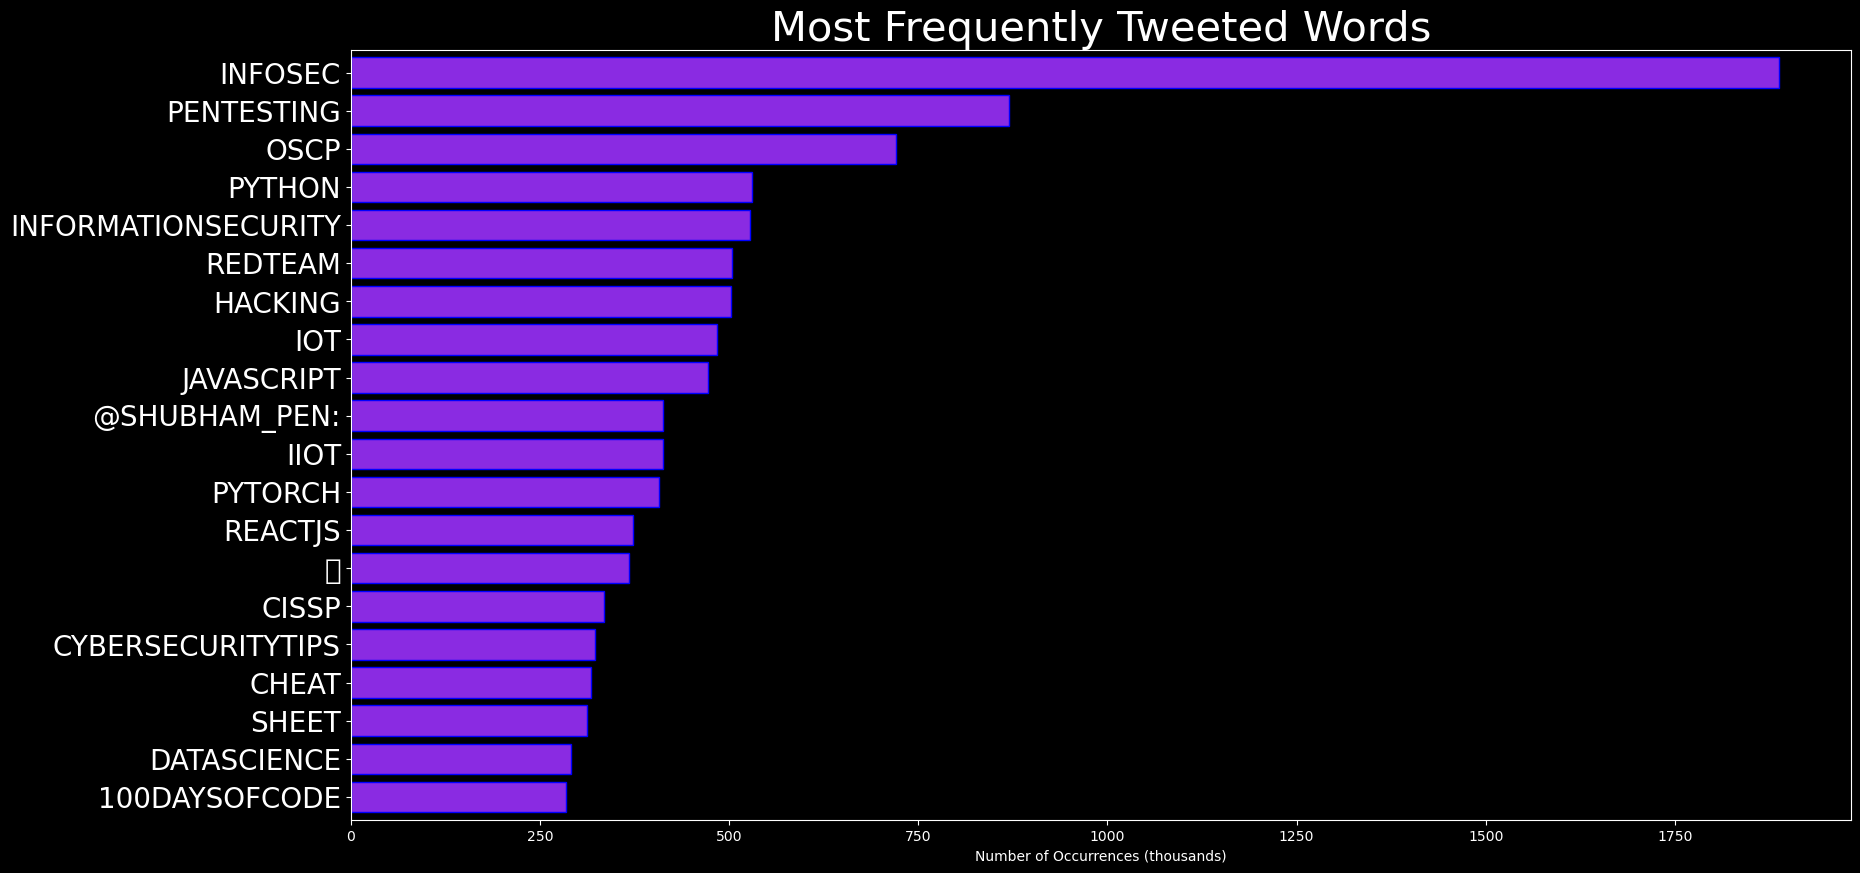 Most Frequently Tweeted Words
INFOSEC
PENTESTING
OSCP
PYTHON
INFORMATIONSECURITY
REDTEAM
HACKING
IOT
JAVASCRIPT
@SHUBHAM_PEN:
IIOT
PYTORCH
REACTJS
CISSP
CYBERSECURITYTIPS
CHEAT
SHEET
DATASCIENCE
100DAYSOFCODE
0 250 500 750 1000 1250 1500 1750
Number of Occurrences (thousands)